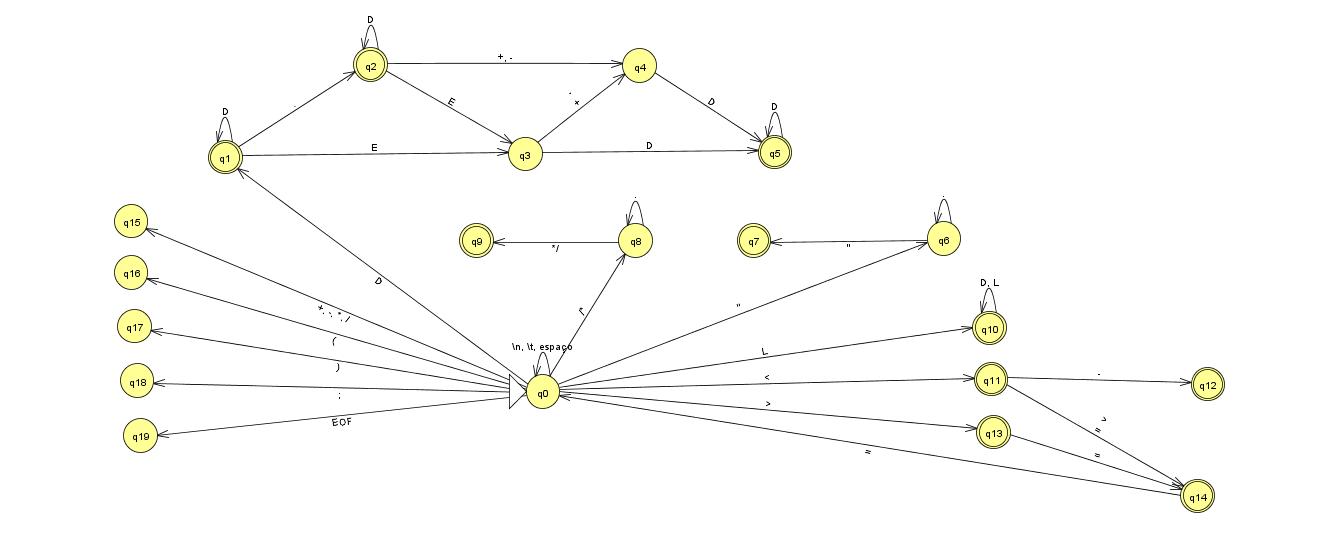 D
q2
+, -
q4
.
E
- +
D
D
D
q1
E
q3
D
q5
q15
.
.
q9
*/
q8
q7
"
q6
q16
D
D, L
q17
+, -, *, /
"
q10
(
\n, \t, espaço
L
)
q18
q0
<
q11
-
q12
;
>
= >
EOF
q19
q13
=
=
q14